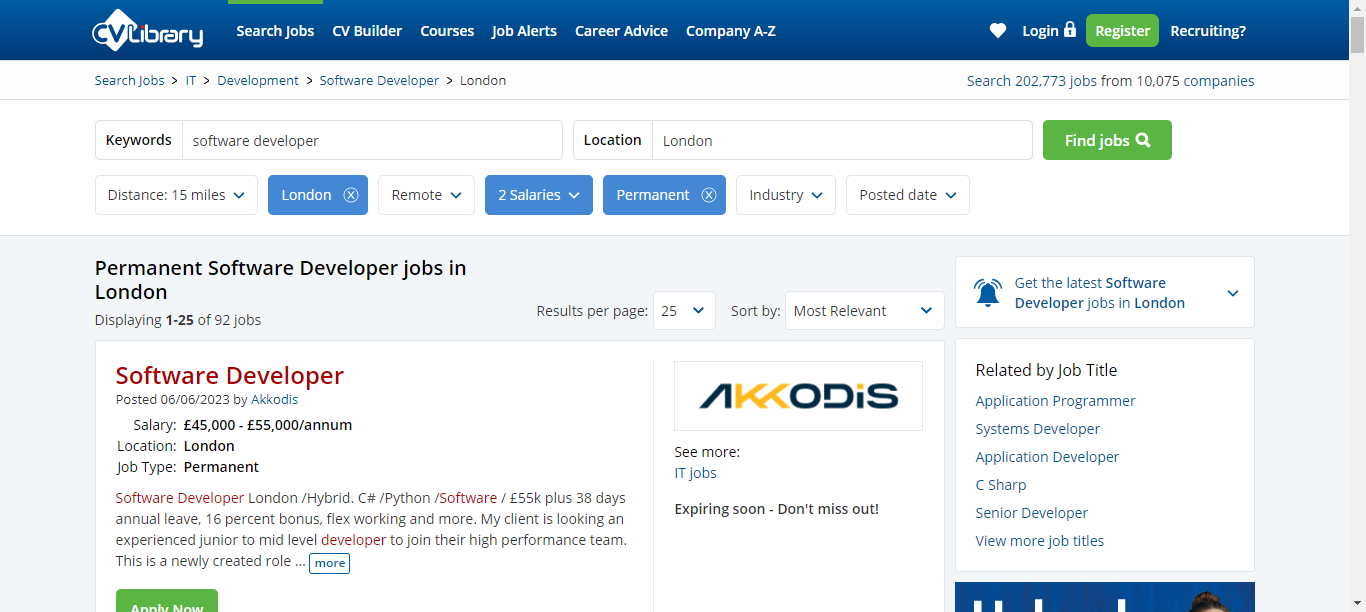 CVLibrary
Search Jobs CV Builder Courses Job Alerts Career Advice Company A-Z
Login Register Recruiting?
Search Jobs > IT > Development > Software Developer > London
Search 202,773 jobs from 10,075 companies
Keywords software developer
Location London
Find jobs
Distance: 15 miles London Remote 2 Salaries Permanent Industry Posted date
Permanent Software Developer jobs in
London
Displaying 1-25 of 92 jobs
Results per page: 25 Sort by: Most Relevant
Software Developer
Posted 06/06/2023 by Akkodis
Salary: £45,000 - £55,000/annum
Location: London
Job Type: Permanent
Software Developer London /Hybrid. C# /Python /Software / £55k plus 38 days
annual leave, 16 percent bonus, flex working and more. My client is looking an
experienced junior to mid level developer to join their high performance team.
This is a newly created role ... more
Apply Now
AKKODIS
See more:
IT jobs
Expiring soon - Don't miss out!
Get the latest Software
Developer jobs in London
Related by Job Title
Application Programmer
Systems Developer
Application Developer
C Sharp
Senior Developer
View more job titles